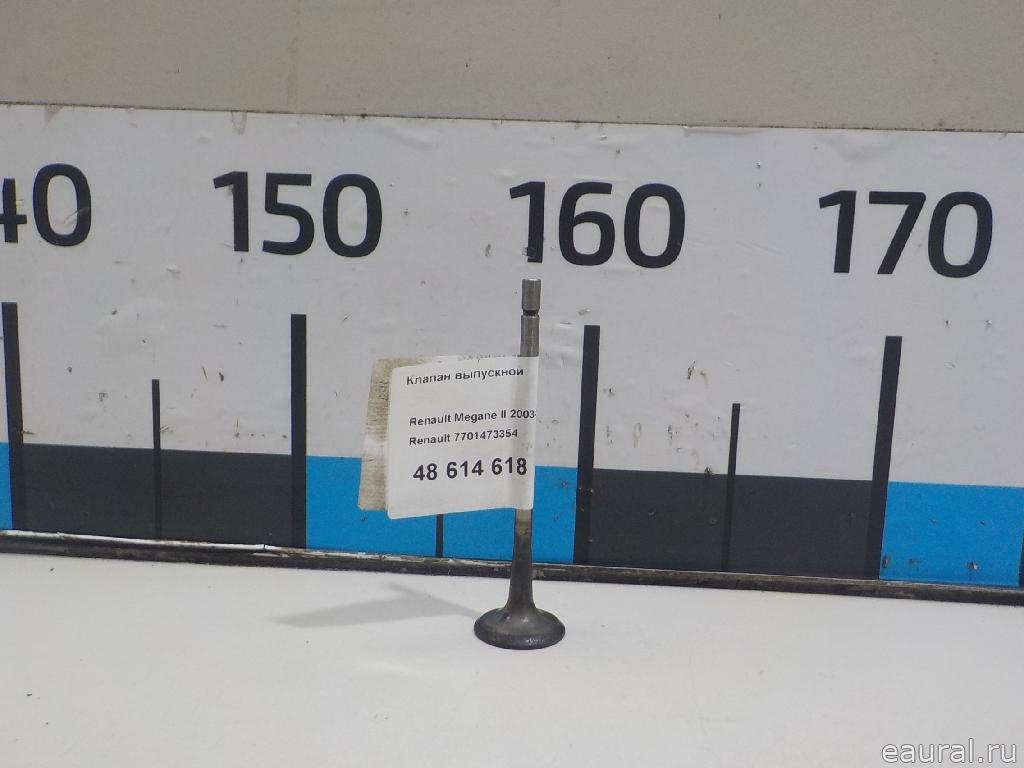 40 150 160 170
Клапан выпускной
Renault Megane II 2003-
Renault 7701473354
48 614 618
eaural.ru